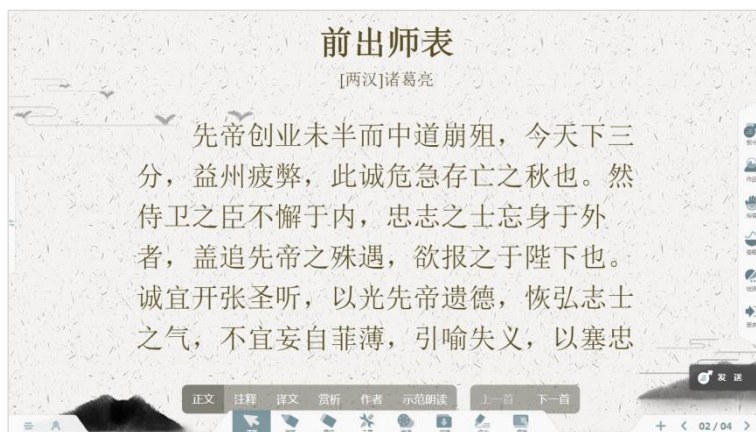 前出师表
[两汉]诸葛亮
先帝创业未半而中道崩殂，今天下三
分，益州疲弊，此诚危急存亡之秋也。然
侍卫之臣不懈于内，忠志之士忘身于外
者，盖追先帝之殊遇，欲报之于陛下也。
诚宜开张圣听，以光先帝遗德，恢弘志士
之气，不宜妄自菲薄，引喻失义，以塞忠
发 送
正文 注释 译文 赏析 作者 示范朗读 上一首 下一首
02 / 04